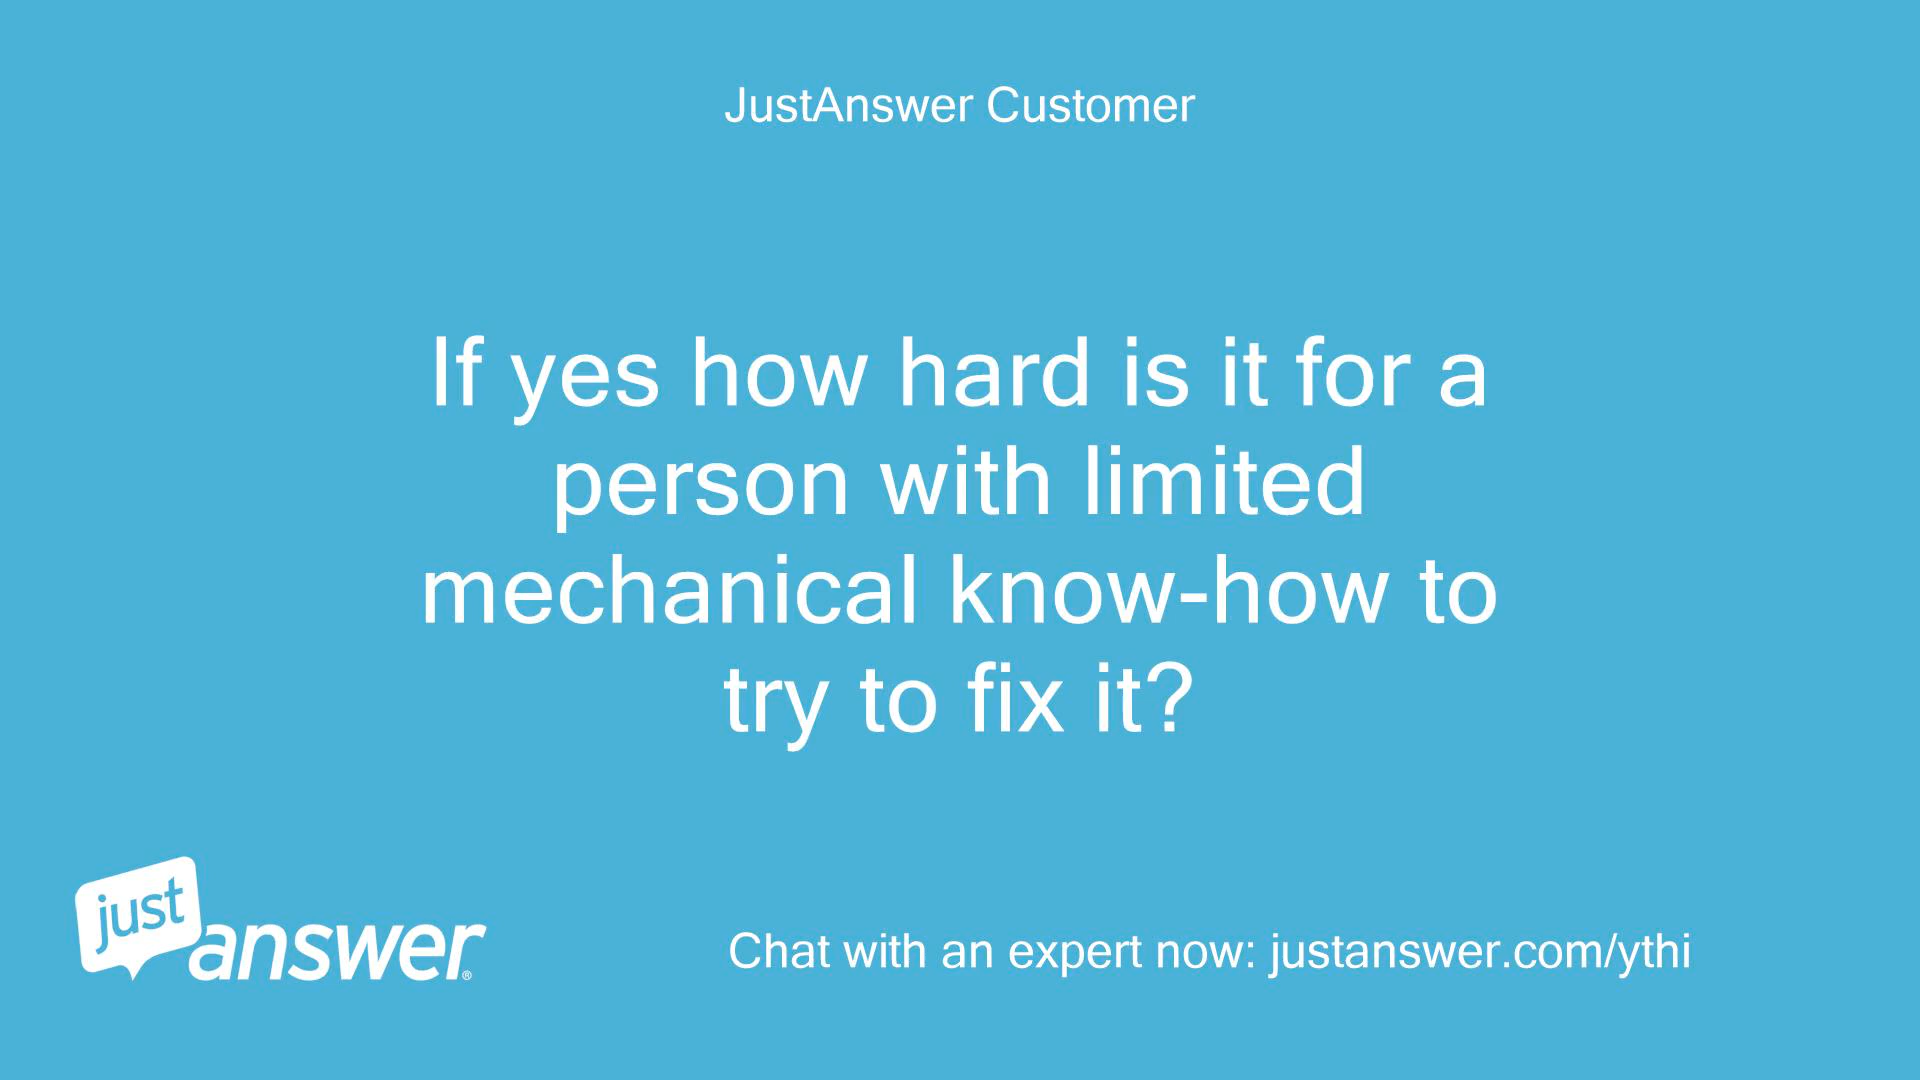 JustAnswer Customer
If yes how hard is it for a
person with limited
mechanical know-how to
try to fix it?
just
answer®
Chat with an expert now: justanswer.com/ythi